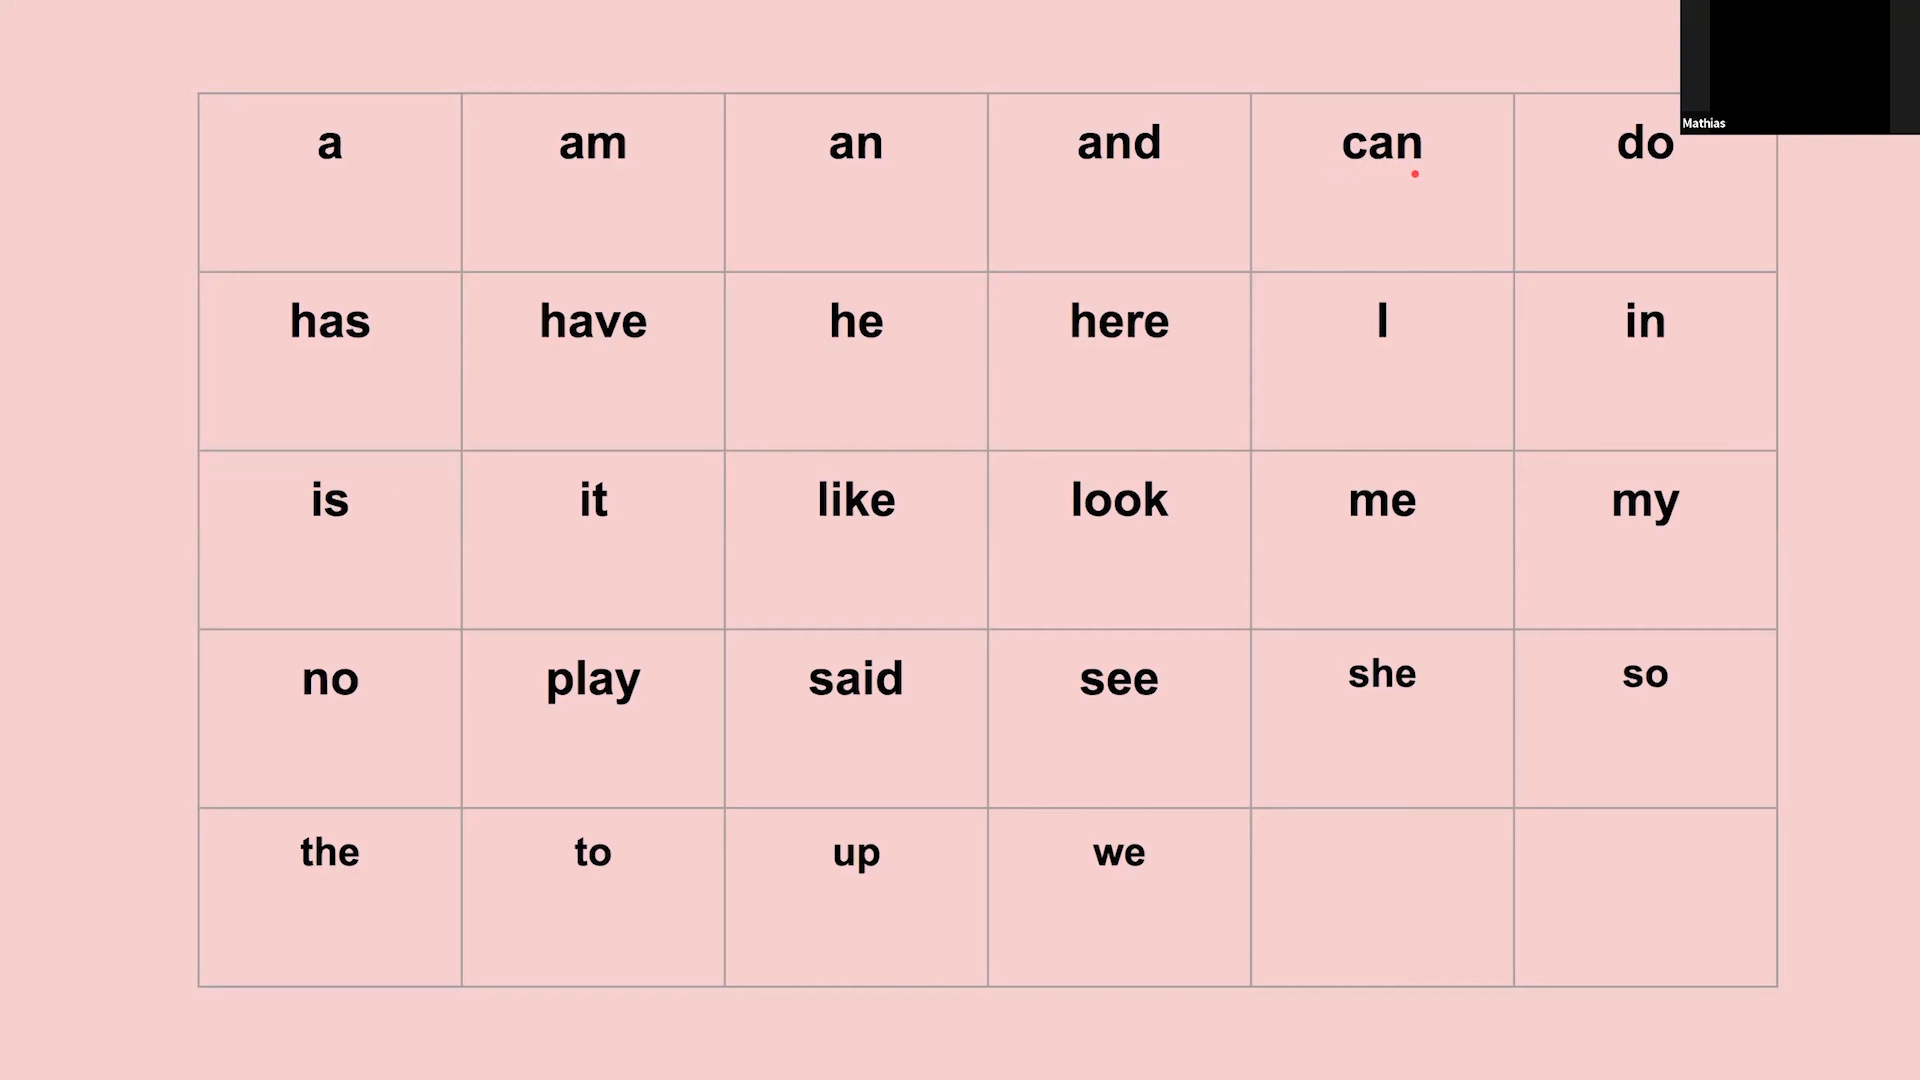 Mathias
a am an and can do
has have he here I in
is it like look me my
no play said see she so
the to up we